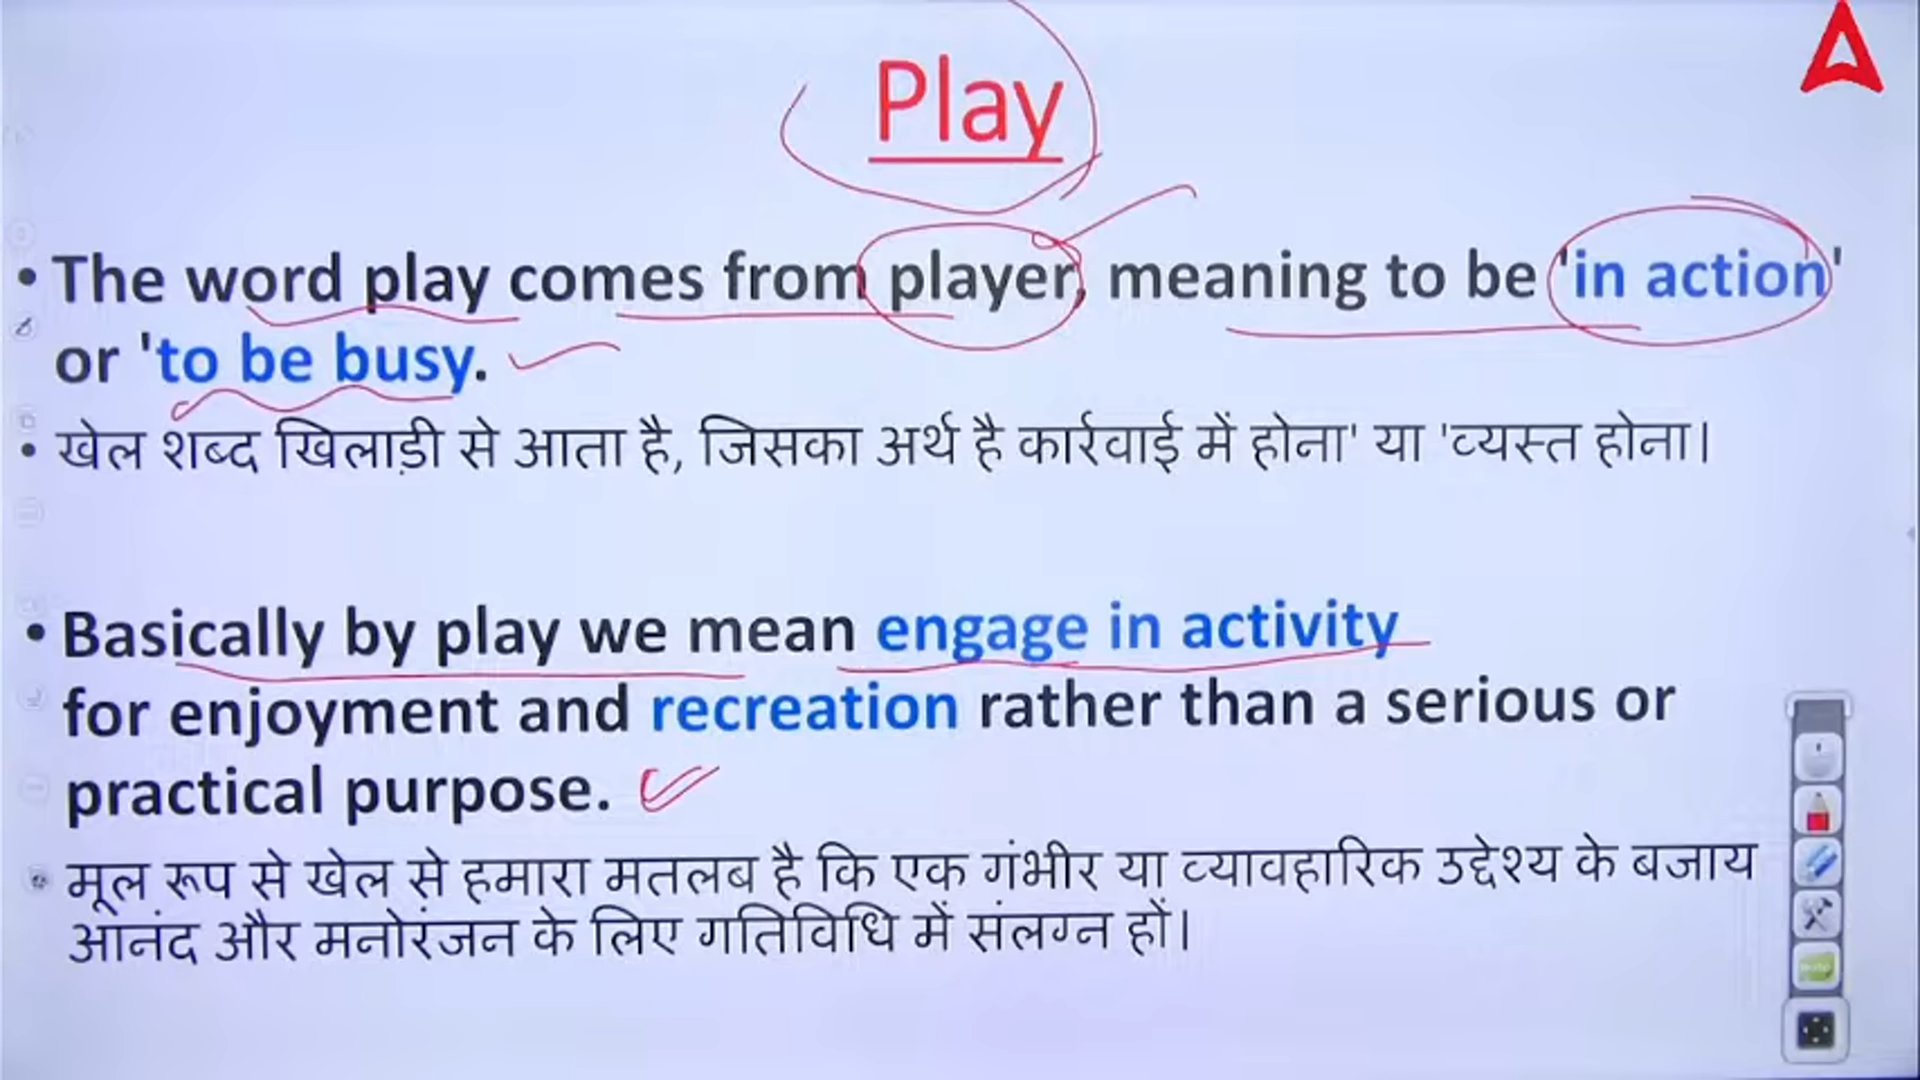 Play
• The word play comes from player, meaning to be 'in action'
or 'to be busy.
• खेल शब्द खिलाड़ी से आता है, जिसका अर्थ है कार्रवाई में होना' या 'व्यस्त होना।
• Basically by play we mean engage in activity
for enjoyment and recreation rather than a serious or
practical purpose.
• मूल रूप से खेल से हमारा मतलब है कि एक गंभीर या व्यावहारिक उद्देश्य के बजाय
आनंद और मनोरंजन के लिए गतिविधि में संलग्न हों।